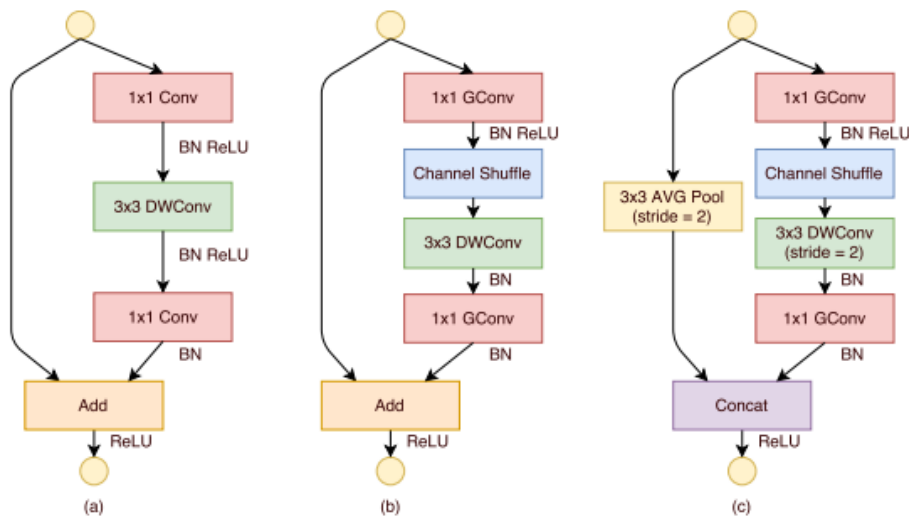 1x1 Conv
BN ReLU
3x3 DWConv
BN ReLU
1x1 Conv
BN
Add
ReLU
(a)
1x1 GConv
BN ReLU
Channel Shuffle
3x3 DWConv
BN
1x1 GConv
BN
Add
ReLU
(b)
1x1 GConv
BN ReLU
Channel Shuffle
3x3 AVG Pool
(stride = 2)
3x3 DWConv
(stride = 2)
BN
1x1 GConv
BN
Concat
ReLU
(c)